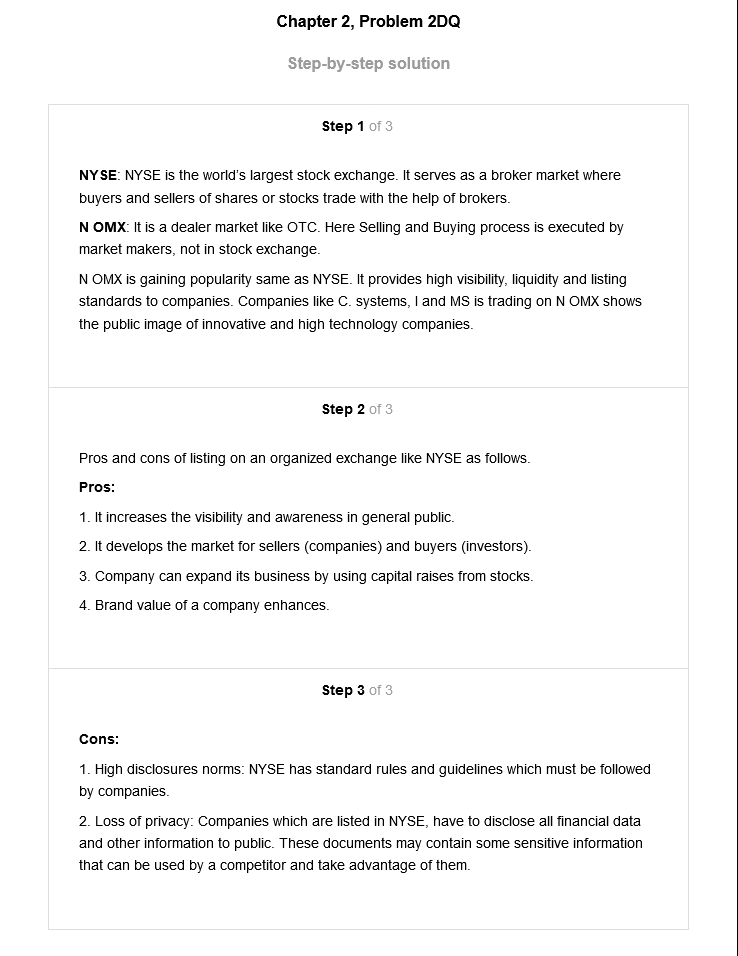 Chapter 2, Problem 2DQ
Step-by-step solution
Step 1 of 3
NYSE: NYSE is the world's largest stock exchange. It serves as a broker market where
buyers and sellers of shares or stocks trade with the help of brokers.
N OMX: It is a dealer market like OTC. Here Selling and Buying process is executed by
market makers, not in stock exchange.
N OMX is gaining popularity same as NYSE. It provides high visibility, liquidity and listing
standards to companies. Companies like C. systems, I and MS is trading on N OMX shows
the public image of innovative and high technology companies.
Step 2 of 3
Pros and cons of listing on an organized exchange like NYSE as follows.
Pros:
1. It increases the visibility and awareness in general public.
2. It develops the market for sellers (companies) and buyers (investors).
3. Company can expand its business by using capital raises from stocks.
4. Brand value of a company enhances.
Step 3 of 3
Cons:
1. High disclosures norms: NYSE has standard rules and guidelines which must be followed
by companies.
2. Loss of privacy: Companies which are listed in NYSE, have to disclose all financial data
and other information to public. These documents may contain some sensitive information
that can be used by a competitor and take advantage of them.